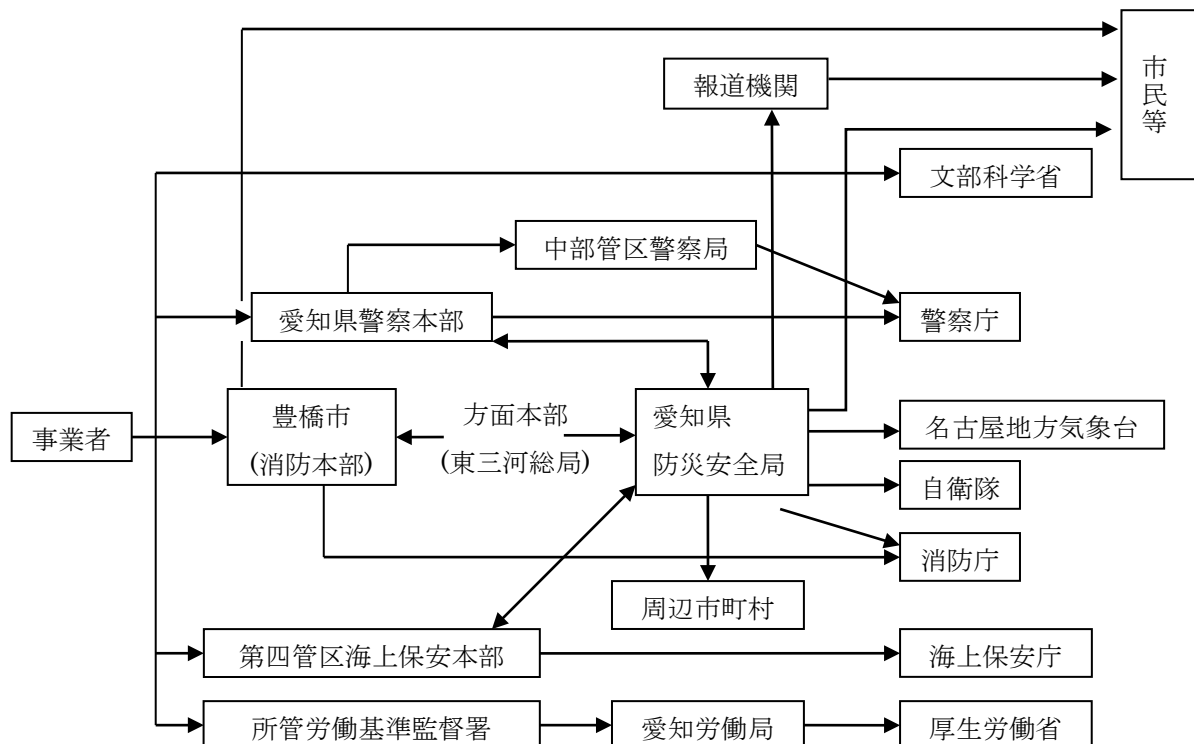 市民等
報道機関
文部科学省
中部管区警察局
愛知県警察本部
警察庁
事業者
豊橋市
(消防本部)
方面本部
(東三河総局)
愛知県
防災安全局
名古屋地方気象台
自衛隊
消防庁
周辺市町村
第四管区海上保安本部
海上保安庁
所管労働基準監督署
愛知労働局
厚生労働省